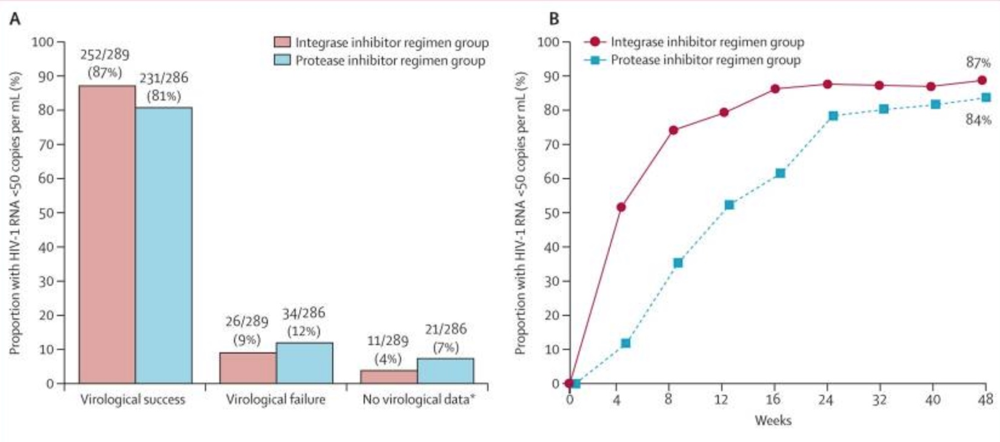 A
Proportion with HIV-1 RNA <50 copies per mL (%)
100
90
80
70
60
50
40
30
20
10
0
Integrase inhibitor regimen group
Protease inhibitor regimen group
252/289
(87%)
231/286
(81%)
26/289
(9%)
34/286
(12%)
11/289
(4%)
21/286
(7%)
Virological success
Virological failure
No virological data*
B
Proportion with HIV-1 RNA <50 copies per mL (%)
100
90
80
70
60
50
40
30
20
10
0
Integrase inhibitor regimen group
Protease inhibitor regimen group
87%
84%
0 4 8 12 16 24 32 40 48
Weeks